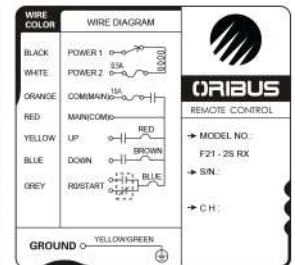 WIRE COLOR
WIRE DIAGRAM
BLACK POWER 1
WHITE POWER 2 0.5A
ORANGE COM(MAIN) 10A
RED MAIN(COM)
YELLOW UP RED
BLUE DOWN BROWN
GREY R0/START BLUE
GROUND YELLOW/GREEN
ORIBUS
REMOTE CONTROL
MODEL NO.:
F21 - 2S RX
S/N.:
CH: